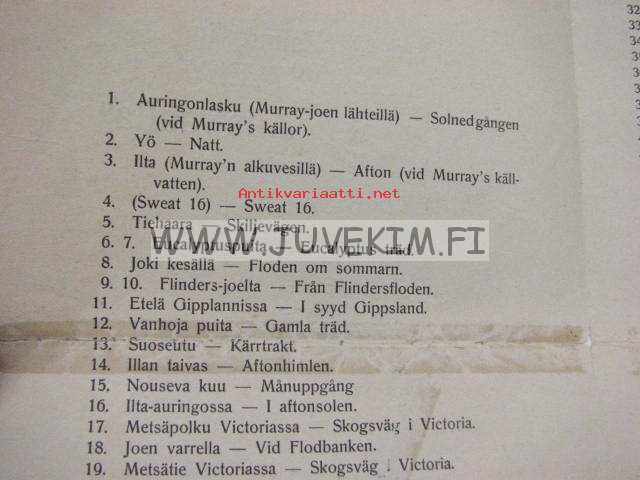 1. Auringonlasku (Murray-joen lähteillä) — Solnedgången
(vid Murray's källor).
2. Yö — Natt.
3. Ilta (Murray'n alkuvesillä) — Afton (vid Murray's käll-
vatten).
Antikvariaatti.net
4. (Sweat 16) — Sweat 16.
5. Tienhaara — Skiljevägen.
WWW.JUVEKIM.FI
6. 7. Eucalyptuspuita — Eucalyptus träd.
8. Joki kesällä — Floden om sommarn.
9. 10. Flinders-joelta — Från Flindersfloden.
11. Etelä Gipplannissa — I syyd Gippsland.
12. Vanhoja puita — Gamla träd.
13. Suoseutu — Kärrtrakt.
14. Illan taivas — Aftonhimlen.
15. Nouseva kuu — Månuppgång
16. Ilta-auringossa — I aftonsolen.
17. Metsäpolku Victoriassa — Skogsväg i Victoria.
18. Joen varrella — Vid Flodbanken.
19. Metsätie Victoriassa — Skogsväg i Victoria.
32